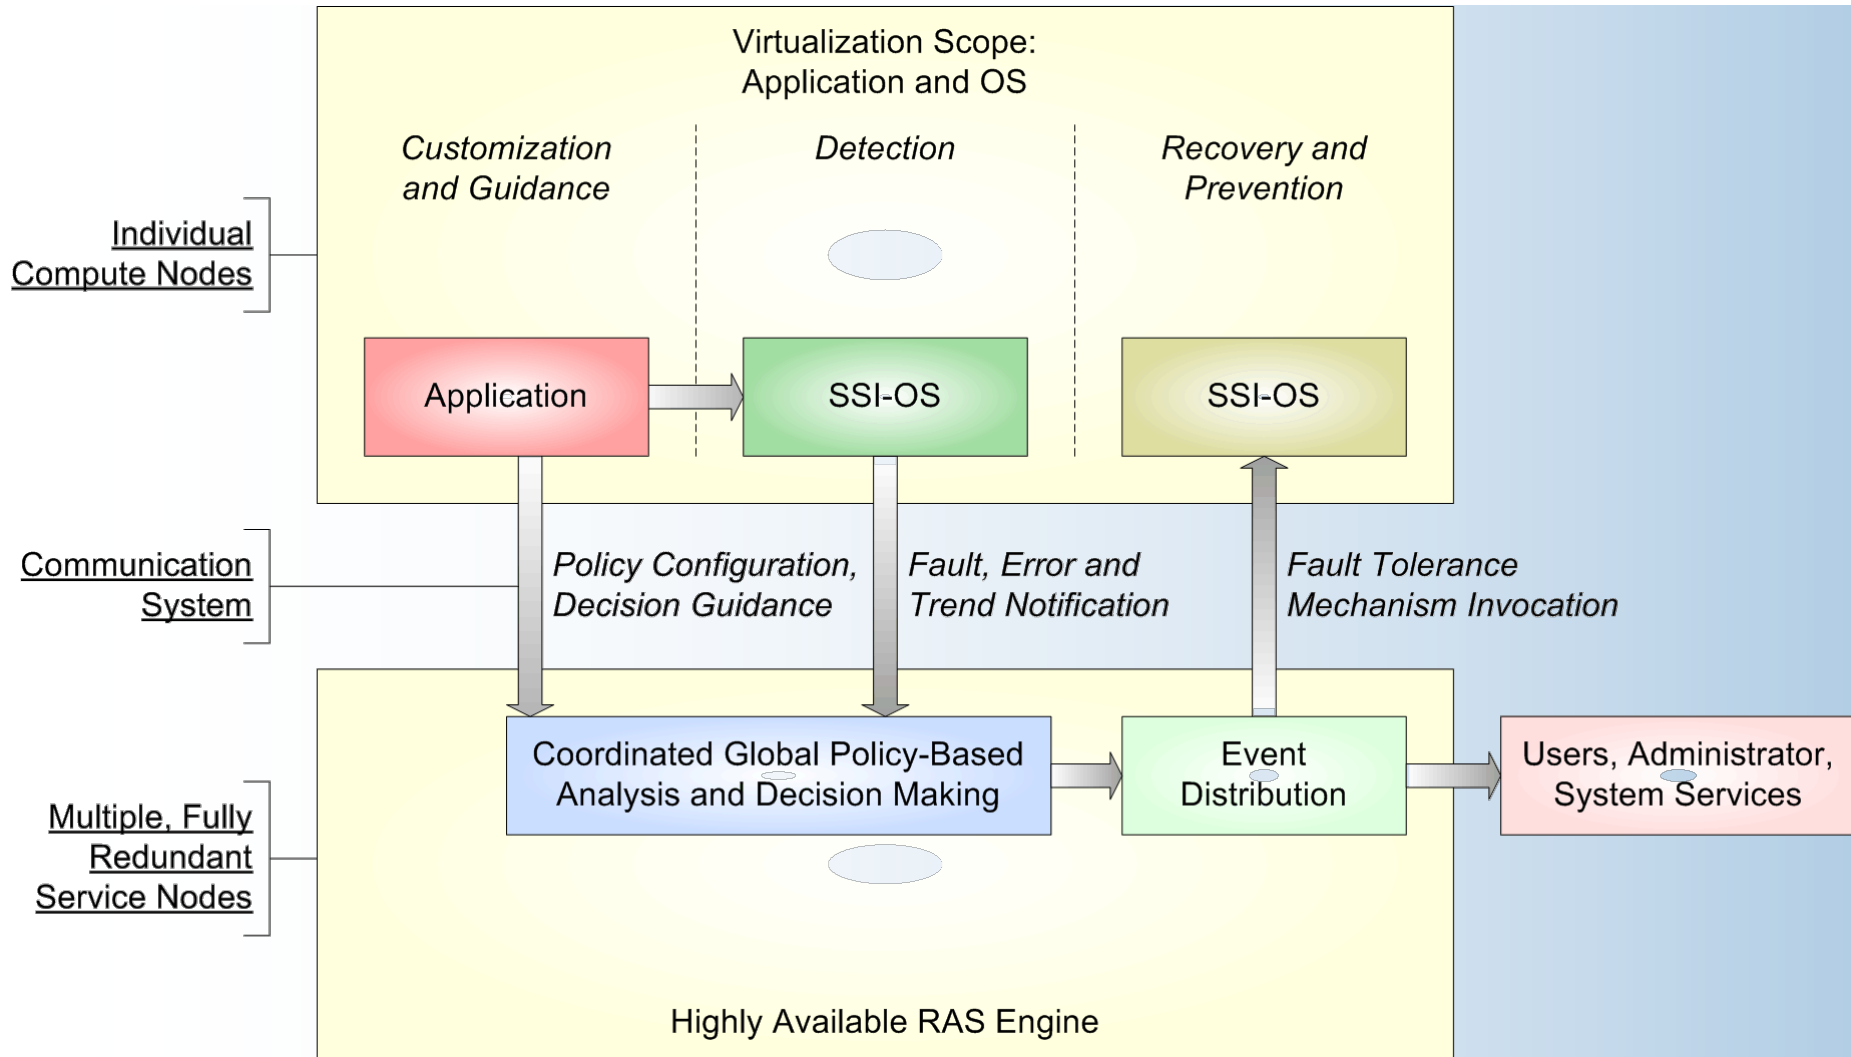 Virtualization Scope:
Application and OS
Customization
and Guidance
Detection
Recovery and
Prevention
Individual
Compute Nodes
Application
SSI-OS
SSI-OS
Communication
System
Policy Configuration,
Decision Guidance
Fault, Error and
Trend Notification
Fault Tolerance
Mechanism Invocation
Multiple, Fully
Redundant
Service Nodes
Coordinated Global Policy-Based
Analysis and Decision Making
Event
Distribution
Users, Administrator,
System Services
Highly Available RAS Engine